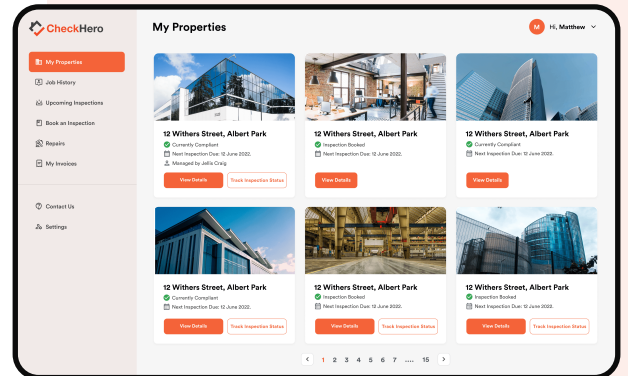 CheckHero
My Properties
M
Hi, Matthew
My Properties
Job History
Upcoming Inspections
Book an Inspection
Repairs
My Invoices
Contact Us
Settings
12 Withers Street, Albert Park
Currently Compliant
Next Inspection Due: 12 June 2022.
Managed by Jellis Craig
View Details
Track Inspection Status
12 Withers Street, Albert Park
Inspection Booked
Next Inspection Due: 12 June 2022.
View Details
12 Withers Street, Albert Park
Currently Compliant
Next Inspection Due: 12 June 2022.
View Details
12 Withers Street, Albert Park
Currently Compliant
Next Inspection Due: 12 June 2022.
View Details
Track Inspection Status
12 Withers Street, Albert Park
Inspection Booked
Next Inspection Due: 12 June 2022.
View Details
Track Inspection Status
12 Withers Street, Albert Park
Inspection Booked
Next Inspection Due: 12 June 2022.
View Details
Track Inspection Status
< 1 2 3 4 5 6 7 .... 15 >